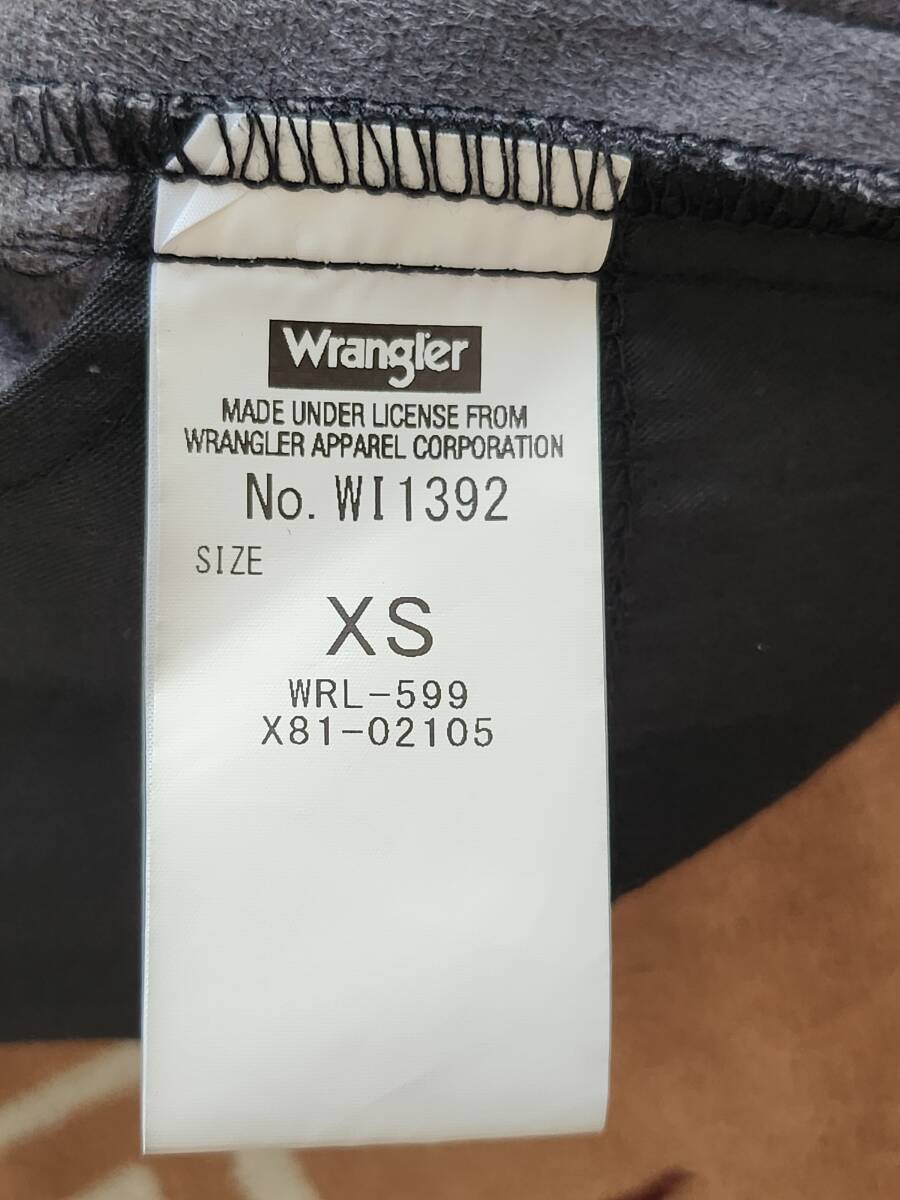 Wrangler
MADE UNDER LICENSE FROM
WRANGLER APPAREL CORPORATION
No. WI1392
SIZE
XS
WRL-599
X81-02105